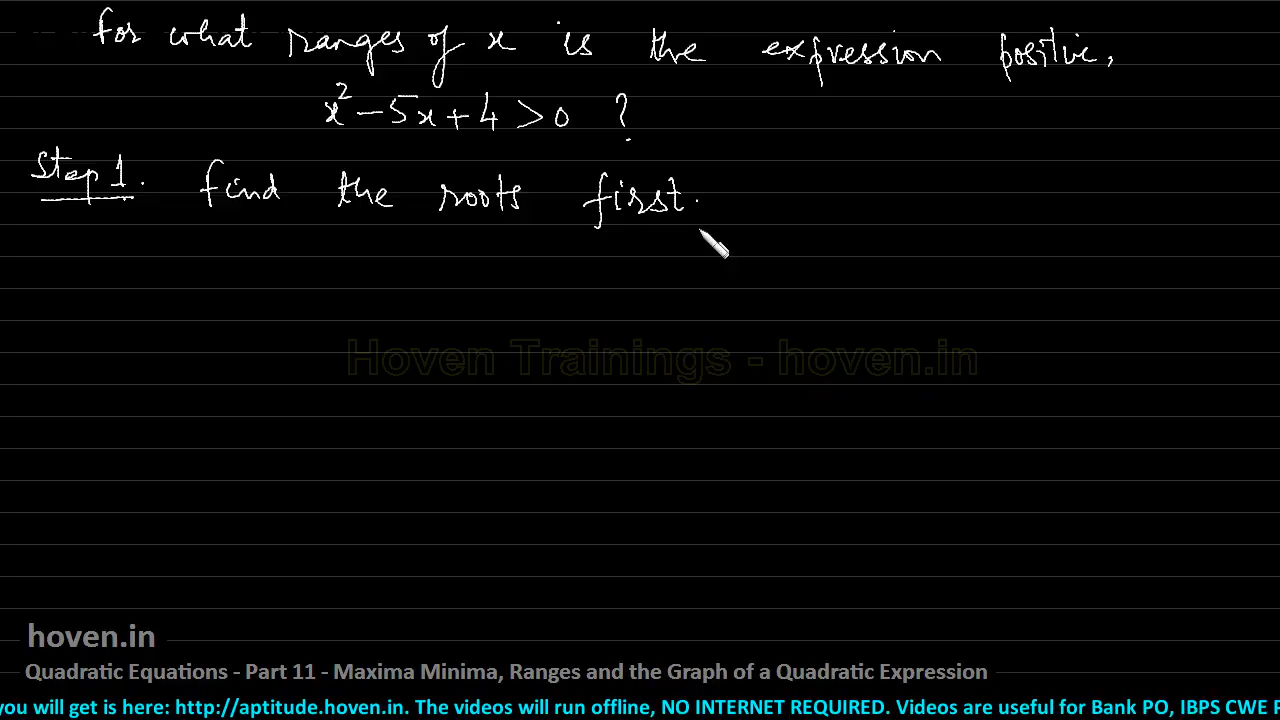 for what ranges of x is the expression positive,
x² - 5x + 4 > 0 ?
Step 1. find the roots first.
Hoven Trainings - hoven.in
hoven.in
Quadratic Equations - Part 11 - Maxima Minima, Ranges and the Graph of a Quadratic Expression
you will get is here: http://aptitude.hoven.in. The videos will run offline, NO INTERNET REQUIRED. Videos are useful for Bank PO, IBPS CWE